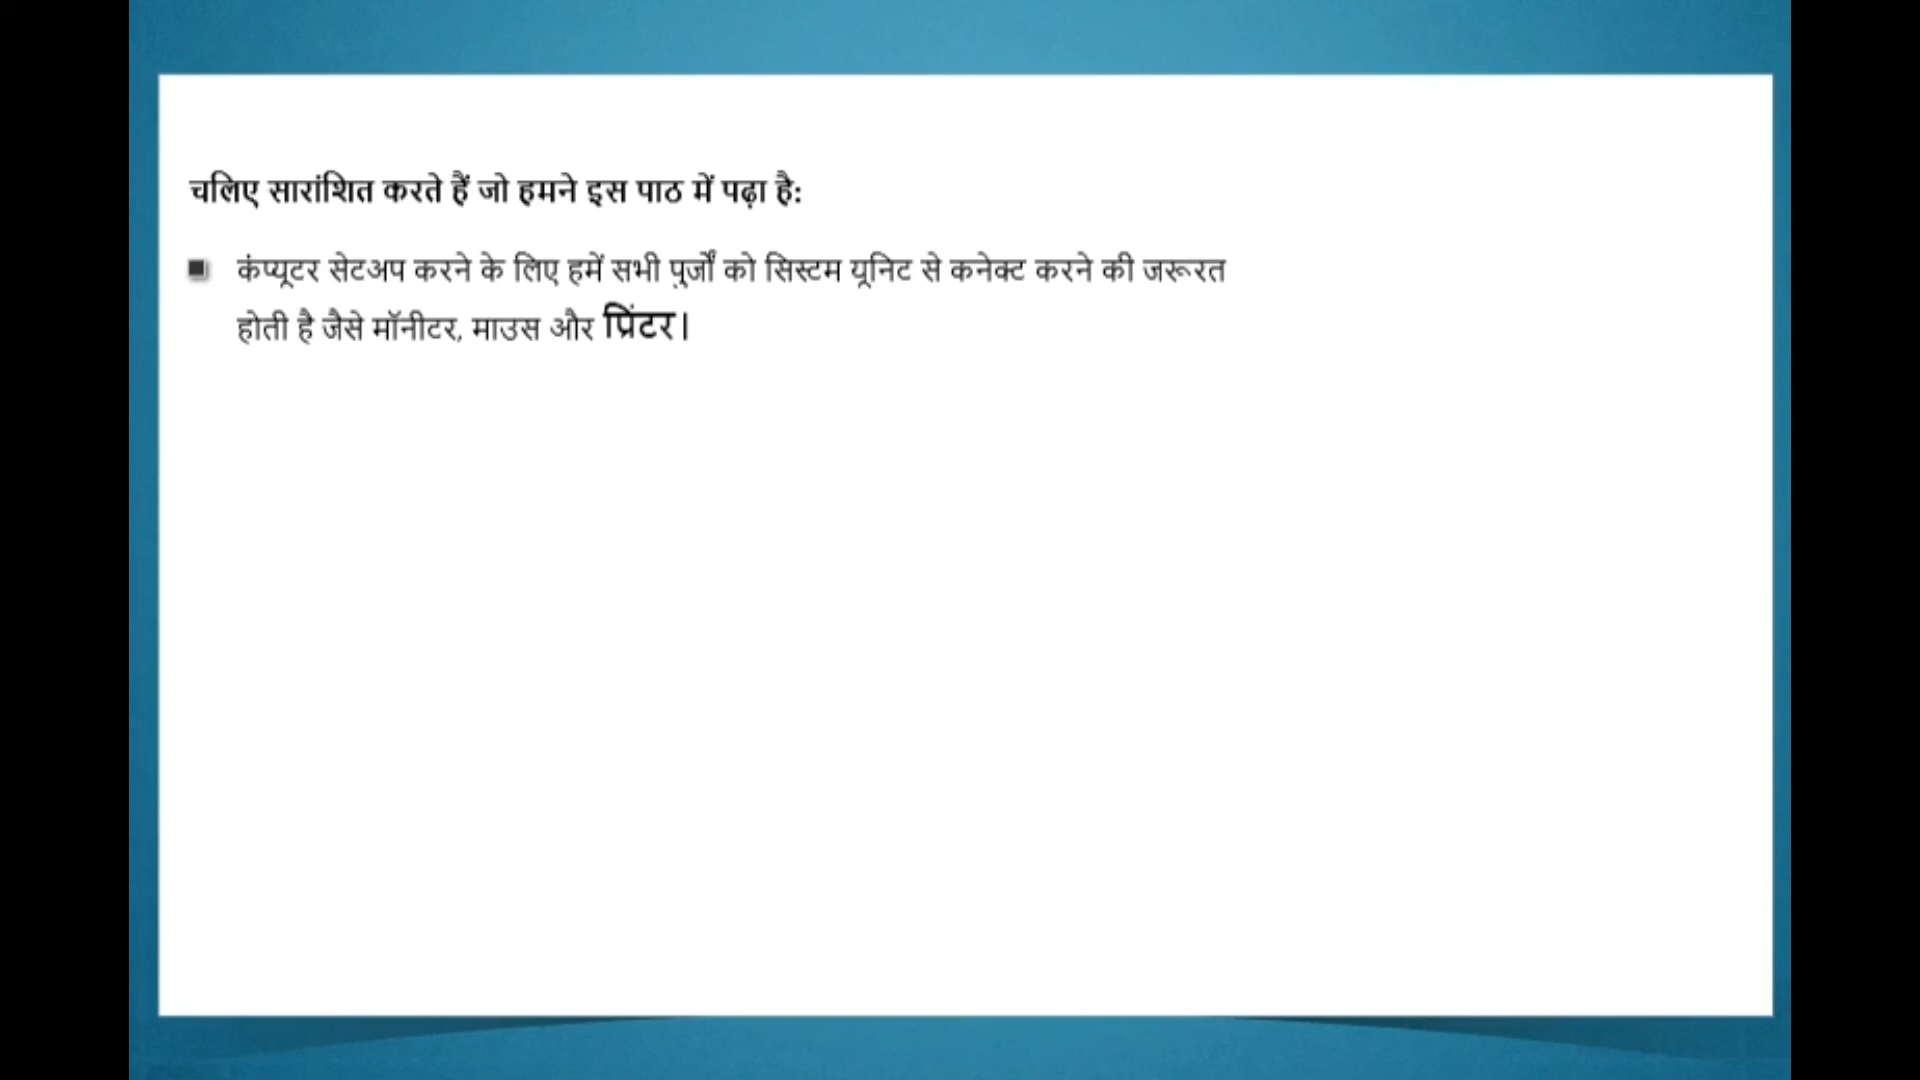 चलिए सारांशित करते हैं जो हमने इस पाठ में पढ़ा है:
कंप्यूटर सेटअप करने के लिए हमें सभी पुर्जों को सिस्टम यूनिट से कनेक्ट करने की जरूरत
होती है जैसे मॉनीटर, माउस और प्रिंटर।